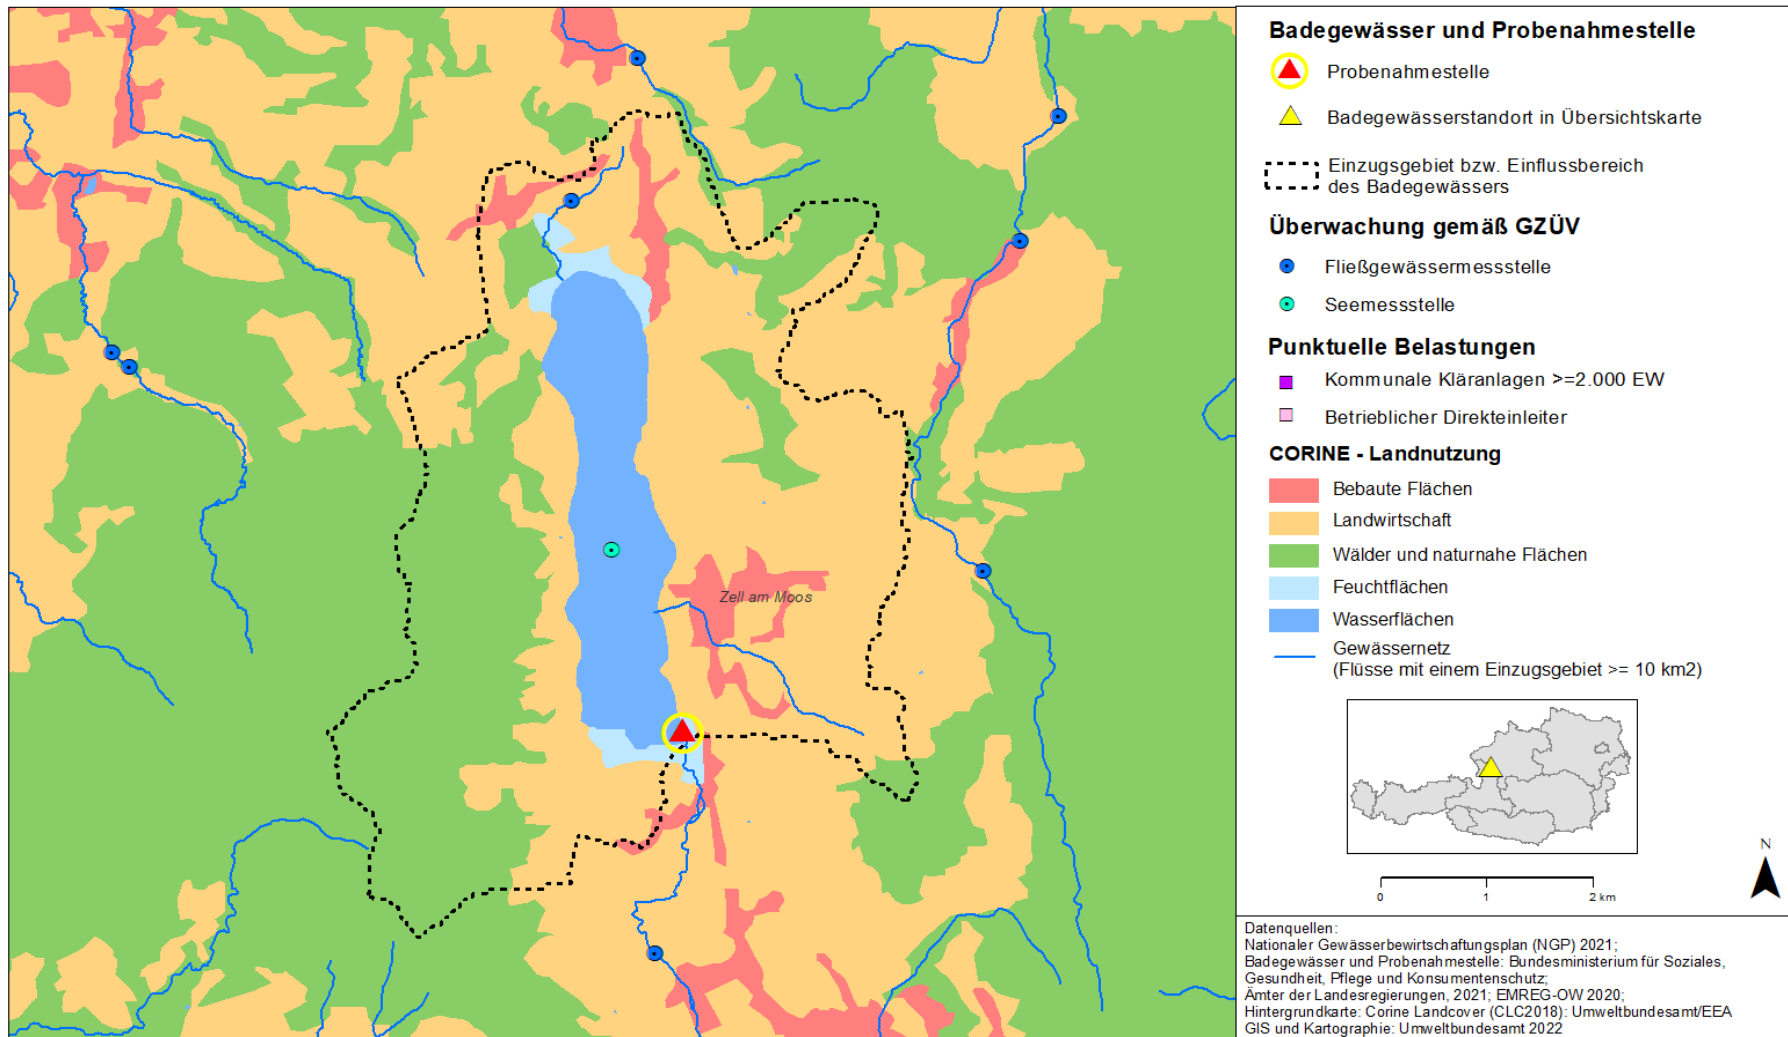 Badegewässer und Probenahmestelle
Probenahmestelle
Badegewässerstandort in Übersichtskarte
Einzugsgebiet bzw. Einflussbereich
des Badegewässers
Überwachung gemäß GZÜV
Fließgewässermessstelle
Seemessstelle
Punktuelle Belastungen
Kommunale Kläranlagen >=2.000 EW
Betrieblicher Direkteinleiter
CORINE - Landnutzung
Bebaute Flächen
Landwirtschaft
Wälder und naturnahe Flächen
Feuchtflächen
Wasserflächen
Gewässernetz
(Flüsse mit einem Einzugsgebiet >= 10 km2)
Zell am Moos
N
0 1 2 km
Datenquellen:
Nationaler Gewässerbewirtschaftungsplan (NGP) 2021;
Badegewässer und Probenahmestelle: Bundesministerium für Soziales,
Gesundheit, Pflege und Konsumentenschutz;
Ämter der Landesregierungen, 2021; EMREG-OW 2020;
Hintergrundkarte: Corine Landcover (CLC2018): Umweltbundesamt/EEA
GIS und Kartographie: Umweltbundesamt 2022